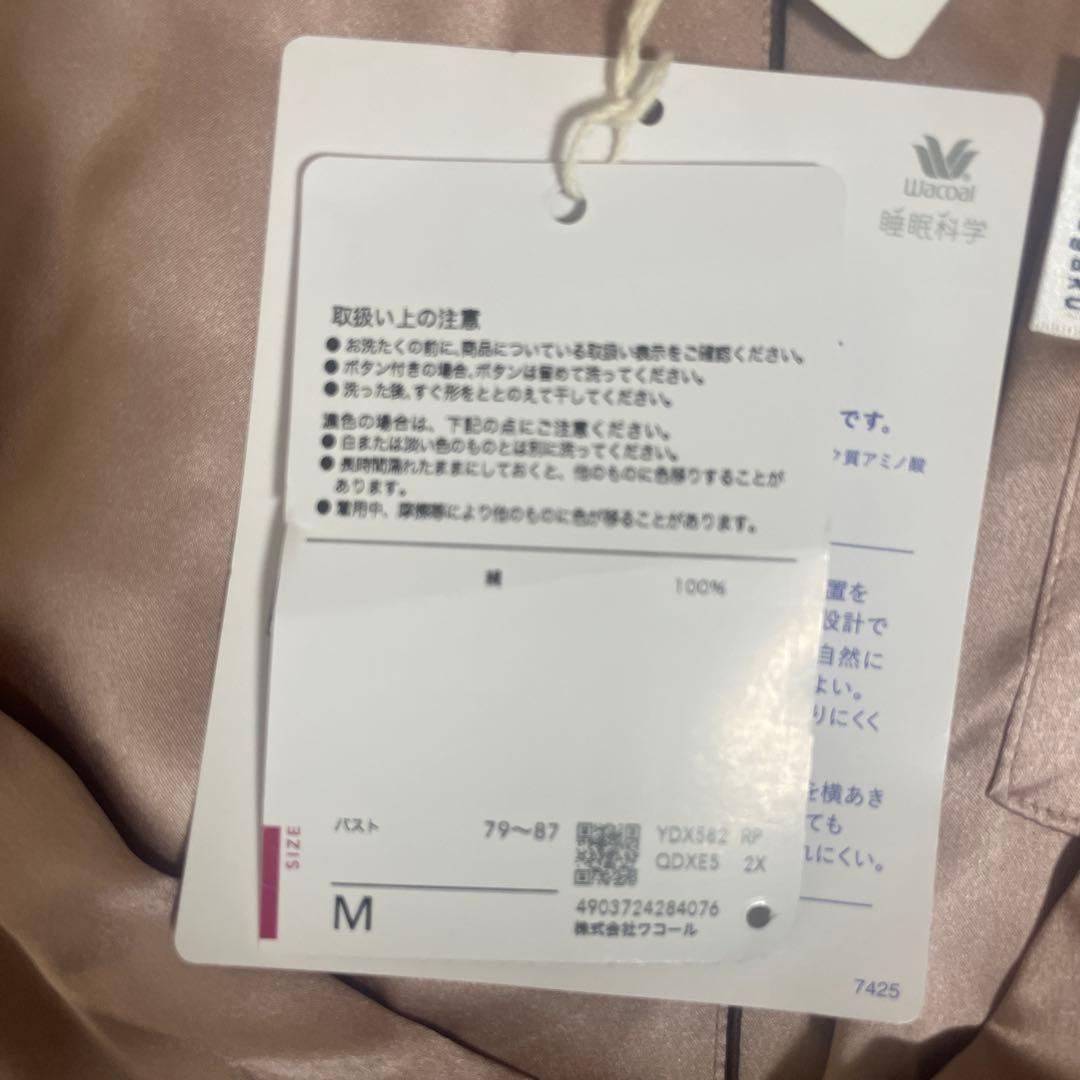 Wacoal
睡眠科学
取扱い上の注意
● お洗たくの前に、商品についている取扱い表示をご確認ください。
● ボタン付きの場合、ボタンは留めて洗ってください。
● 洗った後、すぐ形をととのえて干してください。
濃色の場合は、下記の点にご注意ください。
● 白または淡い色のものとは別に洗ってください。
● 長時間濡れたままにしておくと、他のものに色移りすることが
あります。
● 着用中、摩擦等により他のものに色が移ることがあります。
100%
です。
質アミノ酸
置を
設計で
自然に
よい。
りにくく
を横あき
ても
れにくい。
SIZE
バスト 79〜87
M
YDX582 RP
QDXE5 2X
4903724284076
株式会社ワコール
7425